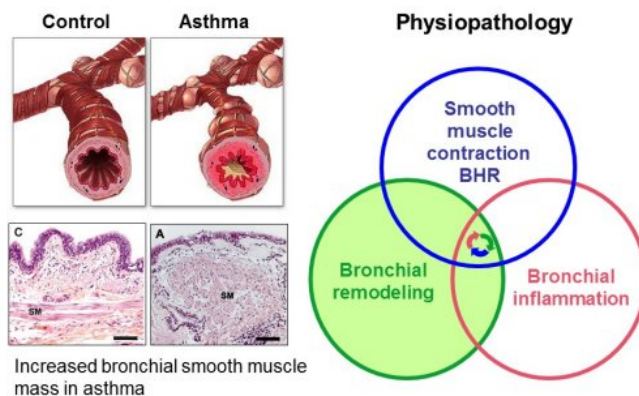 Control
Asthma
C
SM
A
SM
Increased bronchial smooth muscle
mass in asthma
Physiopathology
Smooth
muscle
contraction
BHR
Bronchial
remodeling
Bronchial
inflammation